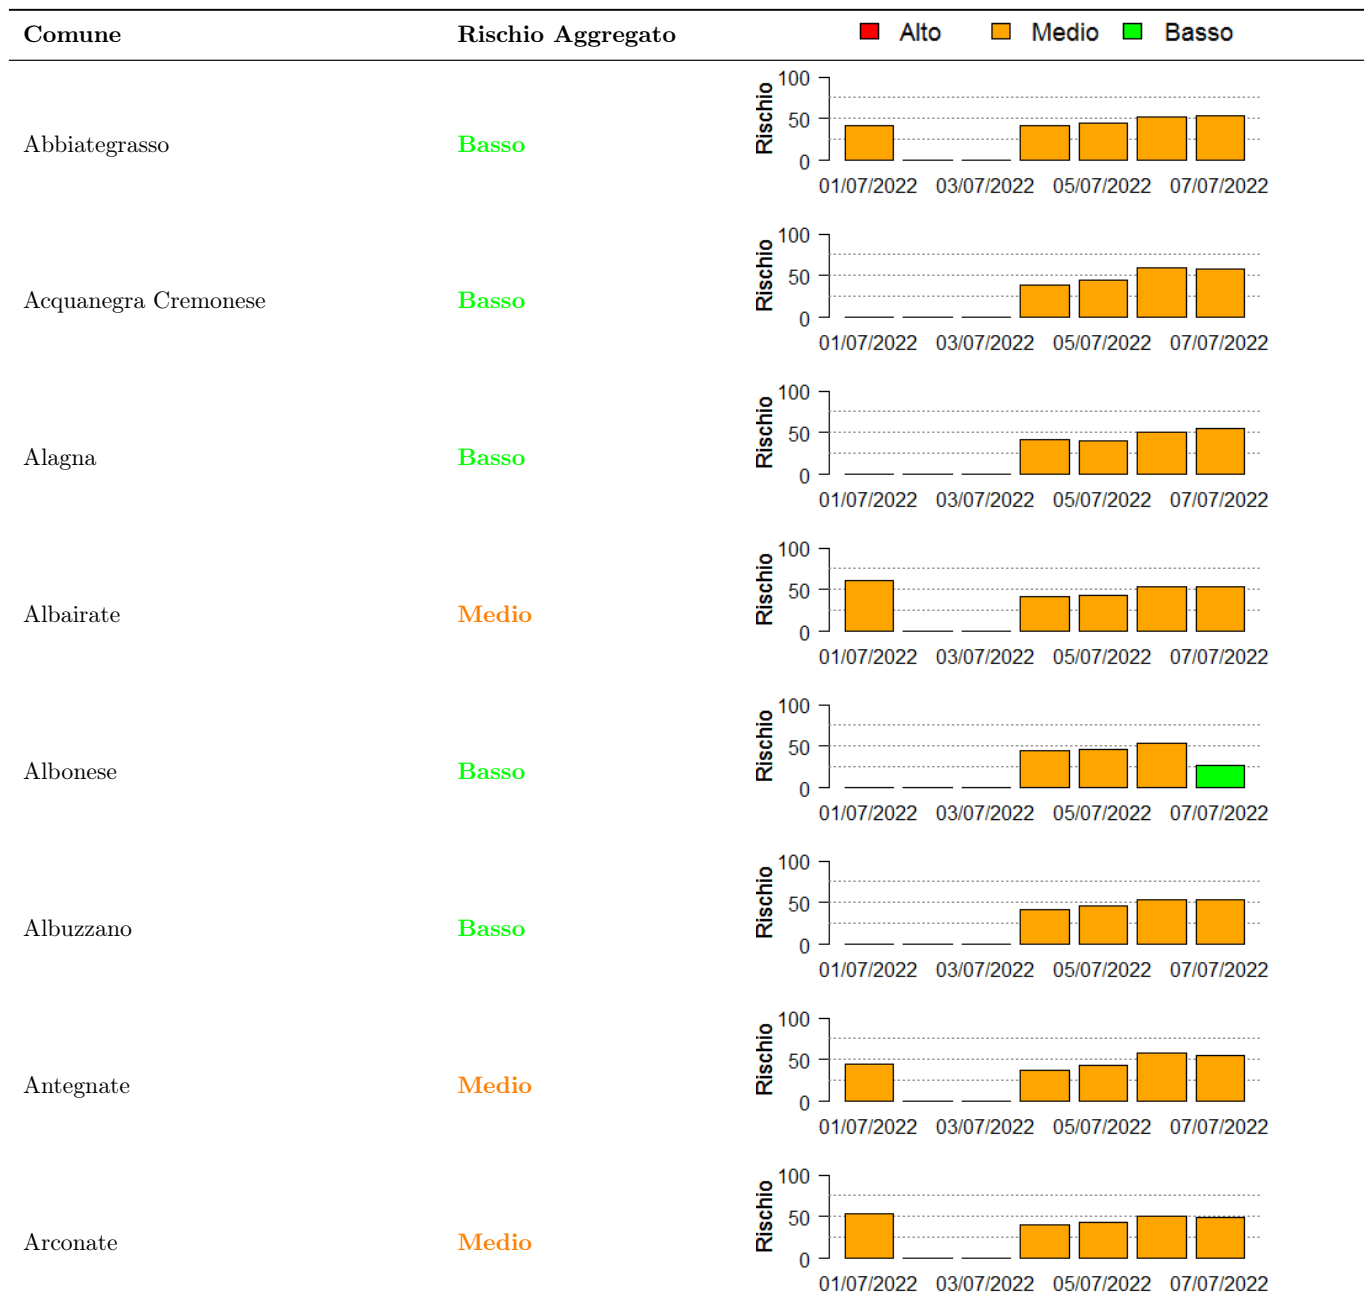 Comune Rischio Aggregato Alto Medio Basso
Abbiategrasso Basso Rischio 100 50 0
01/07/2022 03/07/2022 05/07/2022 07/07/2022
Acquanegra Cremonese Basso Rischio 100 50 0
01/07/2022 03/07/2022 05/07/2022 07/07/2022
Alagna Basso Rischio 100 50 0
01/07/2022 03/07/2022 05/07/2022 07/07/2022
Albairate Medio Rischio 100 50 0
01/07/2022 03/07/2022 05/07/2022 07/07/2022
Albonese Basso Rischio 100 50 0
01/07/2022 03/07/2022 05/07/2022 07/07/2022
Albuzzano Basso Rischio 100 50 0
01/07/2022 03/07/2022 05/07/2022 07/07/2022
Antegnate Medio Rischio 100 50 0
01/07/2022 03/07/2022 05/07/2022 07/07/2022
Arconate Medio Rischio 100 50 0
01/07/2022 03/07/2022 05/07/2022 07/07/2022